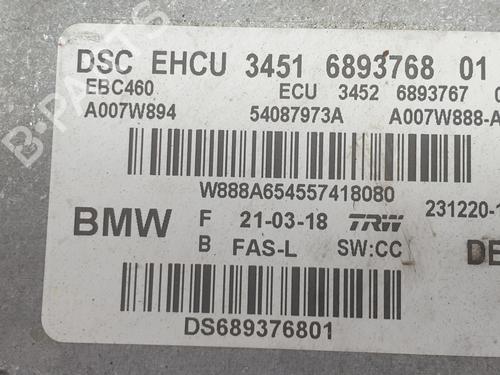 DSC EHCU 3451 6893768 01
EBC460 ECU 3452 6893767
A007W894 54087973A A007W888-A
W888A654557418080
BMW F 21-03-18 TRW 231220-1
B FAS-L SW:CC DE
DS689376801
B-PARTS